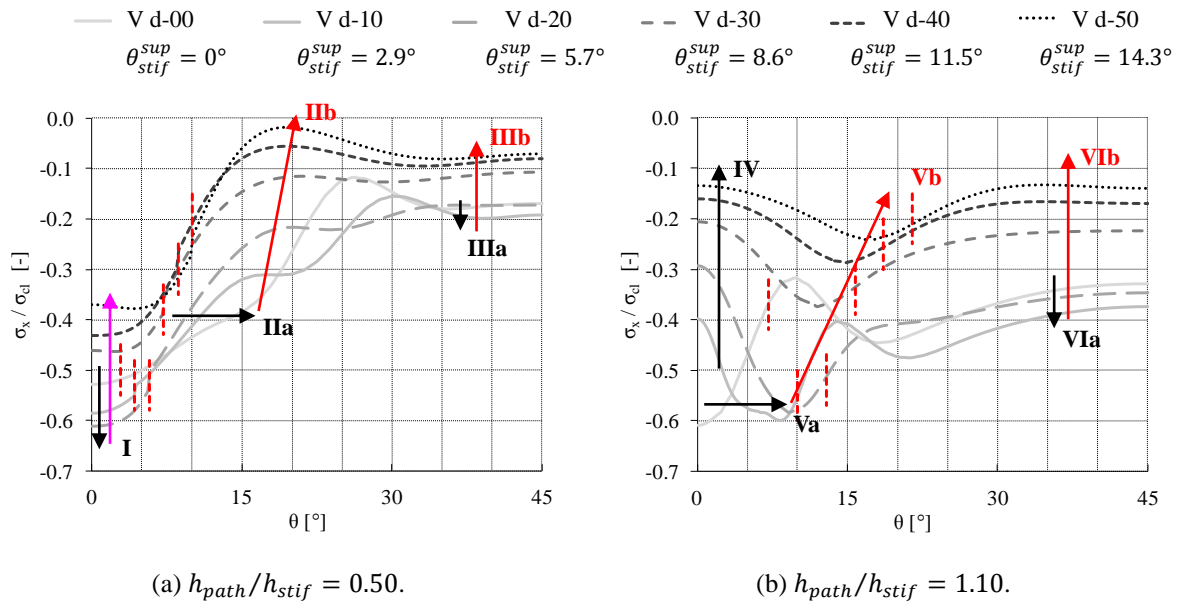 V d-00 V d-10 V d-20 V d-30 V d-40 V d-50
θ_stif^sup = 0° θ_stif^sup = 2.9° θ_stif^sup = 5.7° θ_stif^sup = 8.6° θ_stif^sup = 11.5° θ_stif^sup = 14.3°
0.0
-0.1
-0.2
-0.3
-0.4
-0.5
-0.6
-0.7
σx / σcl [-]
IIb
IIIb
IIIa
IIa
I
0 15 30 45
θ [°]
(a) h_path/h_stif = 0.50.
0.0
-0.1
-0.2
-0.3
-0.4
-0.5
-0.6
-0.7
σx / σcl [-]
IV
Vb
VIb
VIa
Va
0 15 30 45
θ [°]
(b) h_path/h_stif = 1.10.